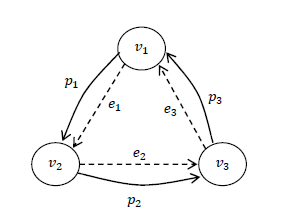 v₁
p₁
e₁
e₃
p₃
v₂
e₂
v₃
p₂